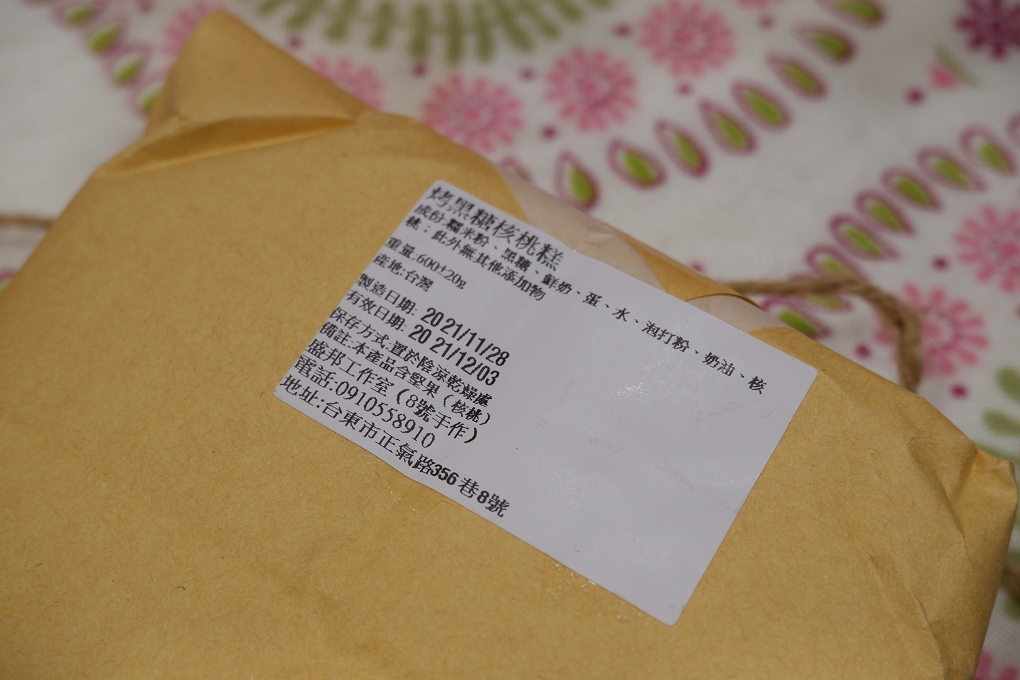 烤黑糖核桃糕
成份:糯米粉、黑糖、鮮奶、蛋、水、泡打粉、奶油、核
桃；此外無其他添加物
重量:600±20g
產地:台灣
製造日期: 2021/11/28
有效日期: 2021/12/03
保存方式:置於陰涼乾燥處
備註:本產品含堅果（核桃）
盛邦工作室（8號手作）
電話:0910558910
地址:台東市正氣路356巷8號